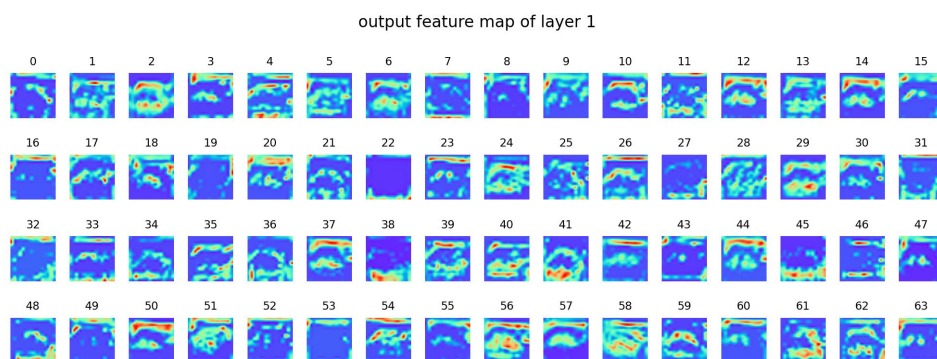 output feature map of layer 1
0 1 2 3 4 5 6 7 8 9 10 11 12 13 14 15
16 17 18 19 20 21 22 23 24 25 26 27 28 29 30 31
32 33 34 35 36 37 38 39 40 41 42 43 44 45 46 47
48 49 50 51 52 53 54 55 56 57 58 59 60 61 62 63